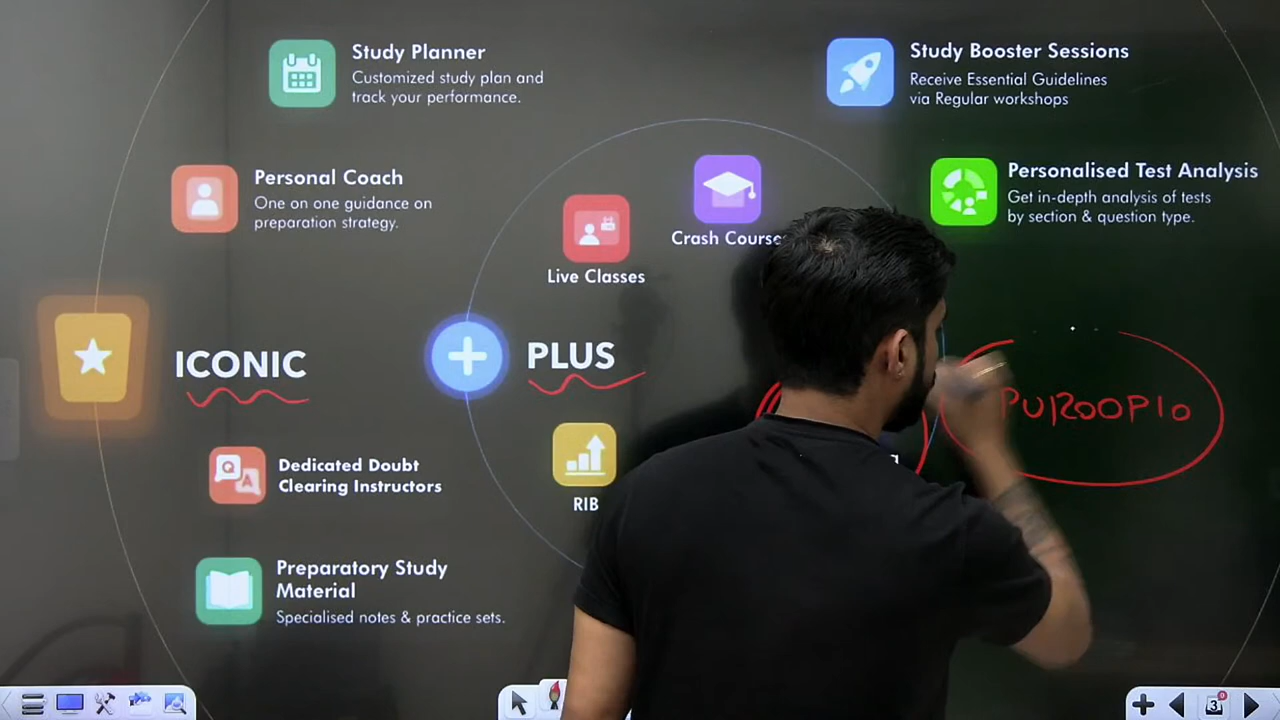 Study Planner
Customized study plan and
track your performance.
Study Booster Sessions
Receive Essential Guidelines
via Regular workshops
Personal Coach
One on one guidance on
preparation strategy.
Personalised Test Analysis
Get in-depth analysis of tests
by section & question type.
Crash Course
Live Classes
ICONIC
PLUS
PUROOP10
RIB
Dedicated Doubt
Clearing Instructors
Q
A
Preparatory Study
Material
Specialised notes & practice sets.
3
0